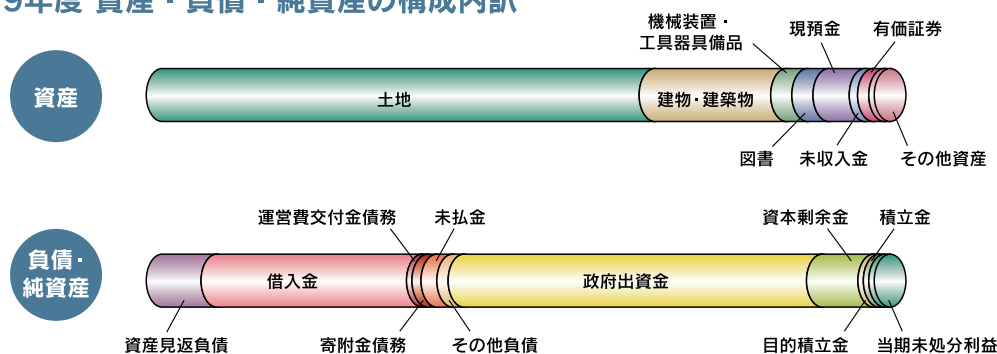 9年度 資産・負債・純資産の構成内訳
機械装置・
工具器具備品
現預金
有価証券
資産
土地
建物・建築物
図書
未収入金
その他資産
運営費交付金債務
未払金
資本剰余金
積立金
負債・
純資産
借入金
政府出資金
資産見返負債
寄附金債務
その他負債
目的積立金
当期未処分利益